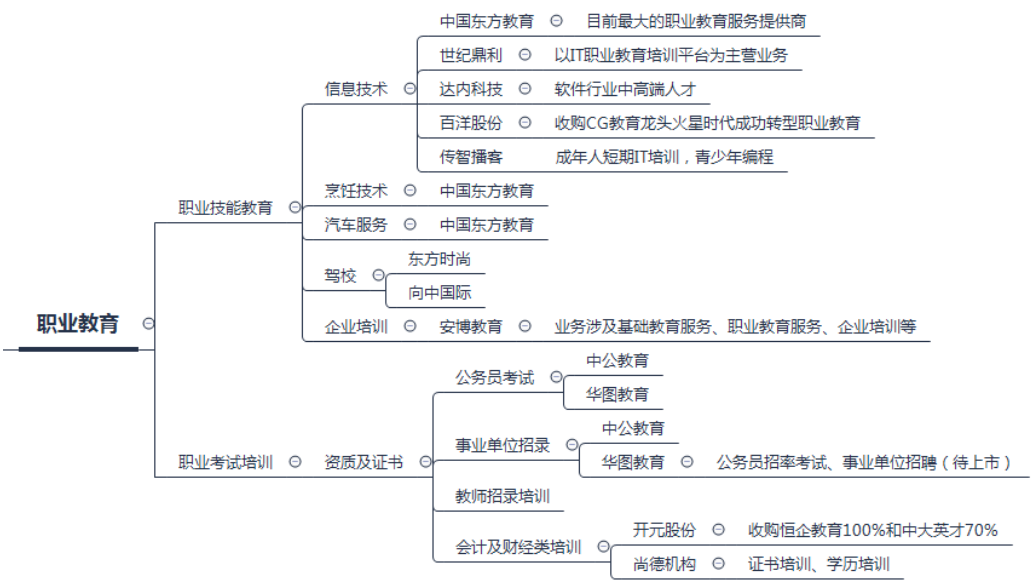 中国东方教育 目前最大的职业教育服务提供商
世纪鼎利 以IT职业教育培训平台为主营业务
信息技术 达内科技 软件行业中高端人才
百洋股份 收购CG教育龙头火星时代成功转型职业教育
传智播客 成年人短期IT培训，青少年编程
烹饪技术 中国东方教育
职业技能教育
汽车服务 中国东方教育
东方时尚
驾校
向中国际
职业教育
企业培训 安博教育 业务涉及基础教育服务、职业教育服务、企业培训等
中公教育
公务员考试
华图教育
中公教育
事业单位招录
职业考试培训 资质及证书 华图教育 公务员招率考试、事业单位招聘（待上市）
教师招录培训
开元股份 收购恒企教育100%和中大英才70%
会计及财经类培训
尚德机构 证书培训、学历培训